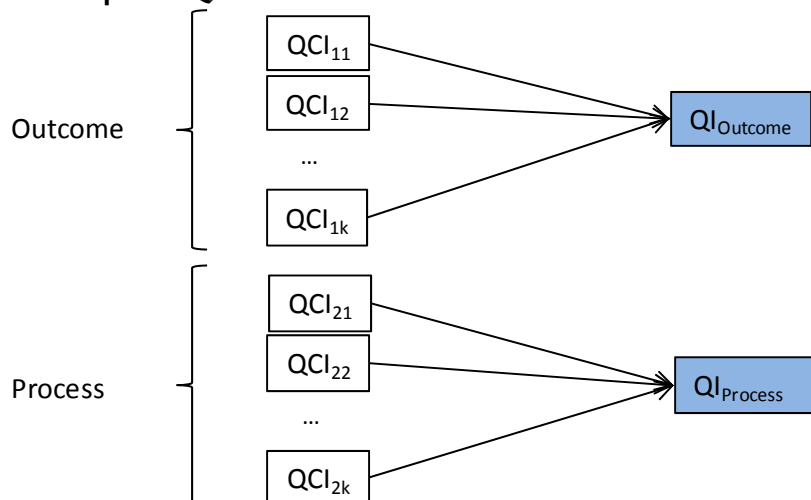 QCI11
QCI12
Outcome
QIOutcome
...
QCI1k
QCI21
QCI22
Process
QIProcess
...
QCI2k